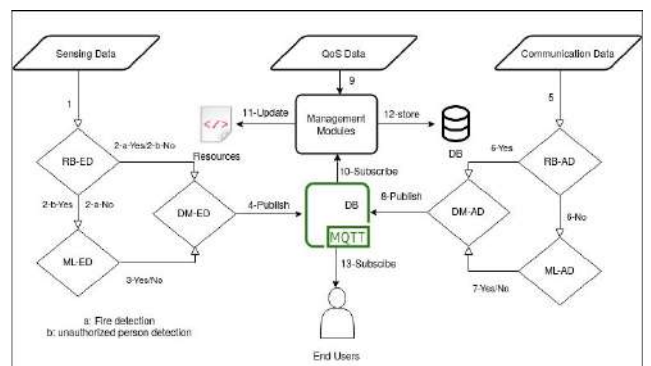 Sensing Data
QoS Data
Communication Data
1
9
5
11-Update
Management
Modules
12-store
</>
Resources
DB
2-a-Yes/2-b-No
6-Yes
RB-ED
RB-AD
10-Subscribe
2-b-Yes
2-a-No
DM-ED
4-Publish
DB
8-Publish
DM-AD
6-No
MQTT
ML-ED
ML-AD
3-Yes/No
13-Subscibe
7-Yes/No
a: Fire detection
b: unauthorized person detection
End Users